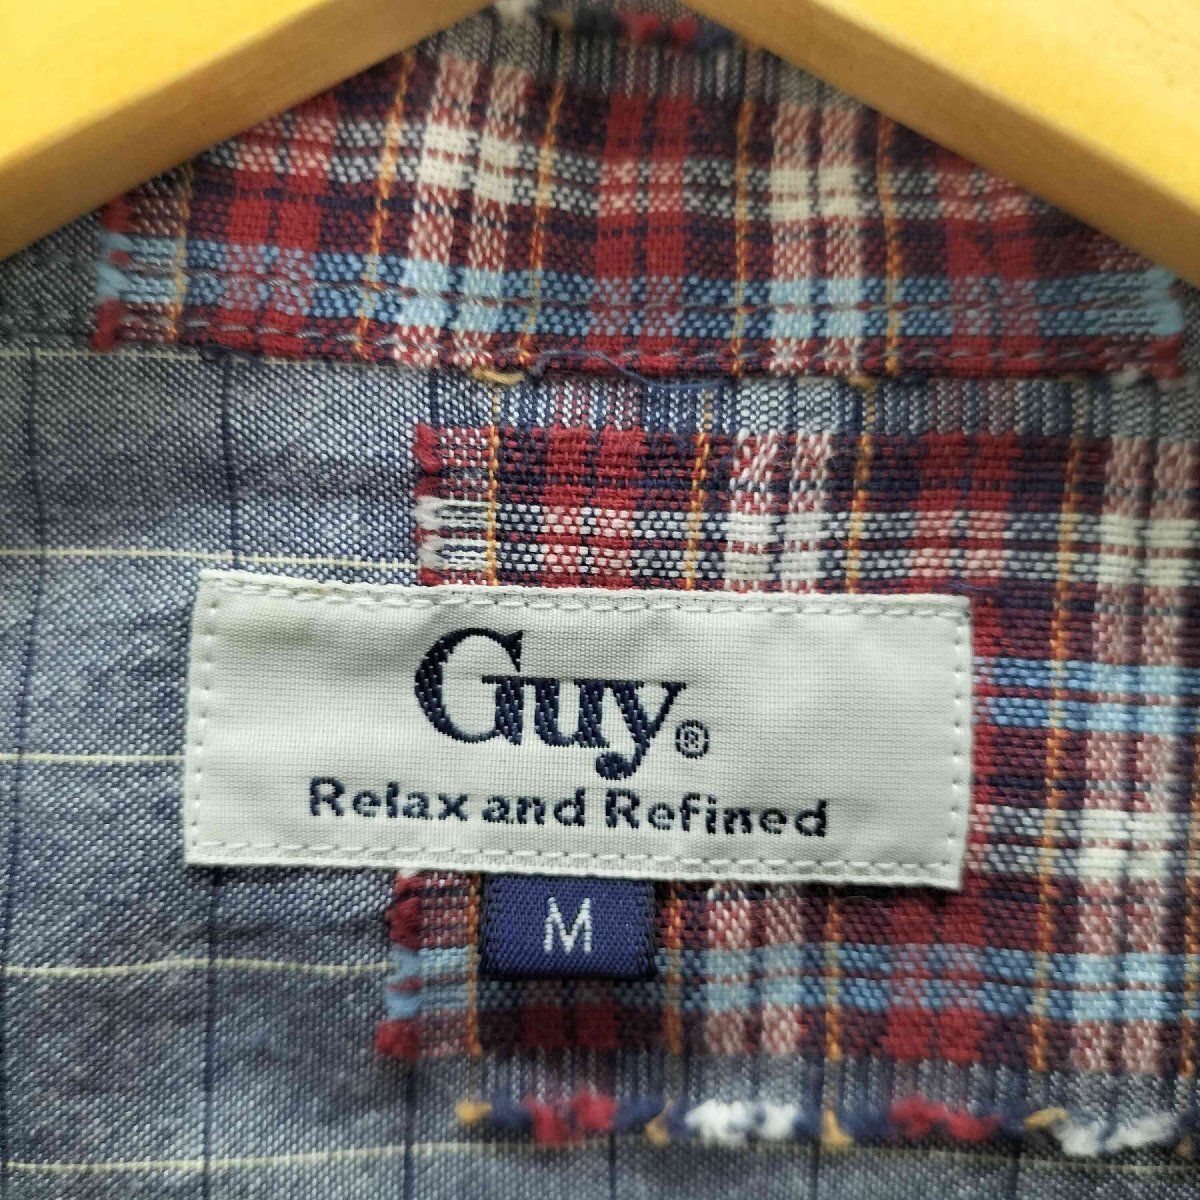 Guy®
Relax and Refined
M